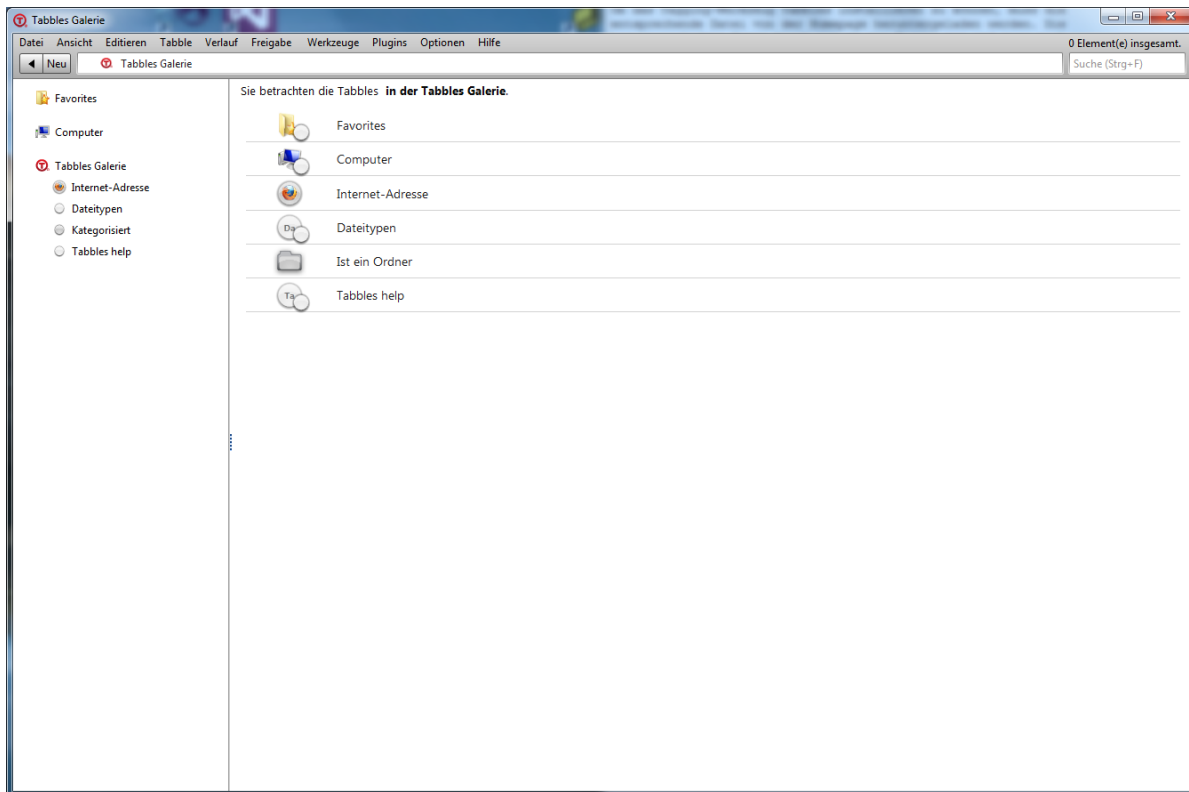 Tabbles Galerie
Datei Ansicht Editieren Tabble Verlauf Freigabe Werkzeuge Plugins Optionen Hilfe
0 Element(e) insgesamt.
Neu
Tabbles Galerie
Suche (Strg+F)
Favorites
Computer
Tabbles Galerie
Internet-Adresse
Dateitypen
Kategorisiert
Tabbles help
Sie betrachten die Tabbles in der Tabbles Galerie.
Favorites
Computer
Internet-Adresse
Da
Dateitypen
Ist ein Ordner
Ta
Tabbles help